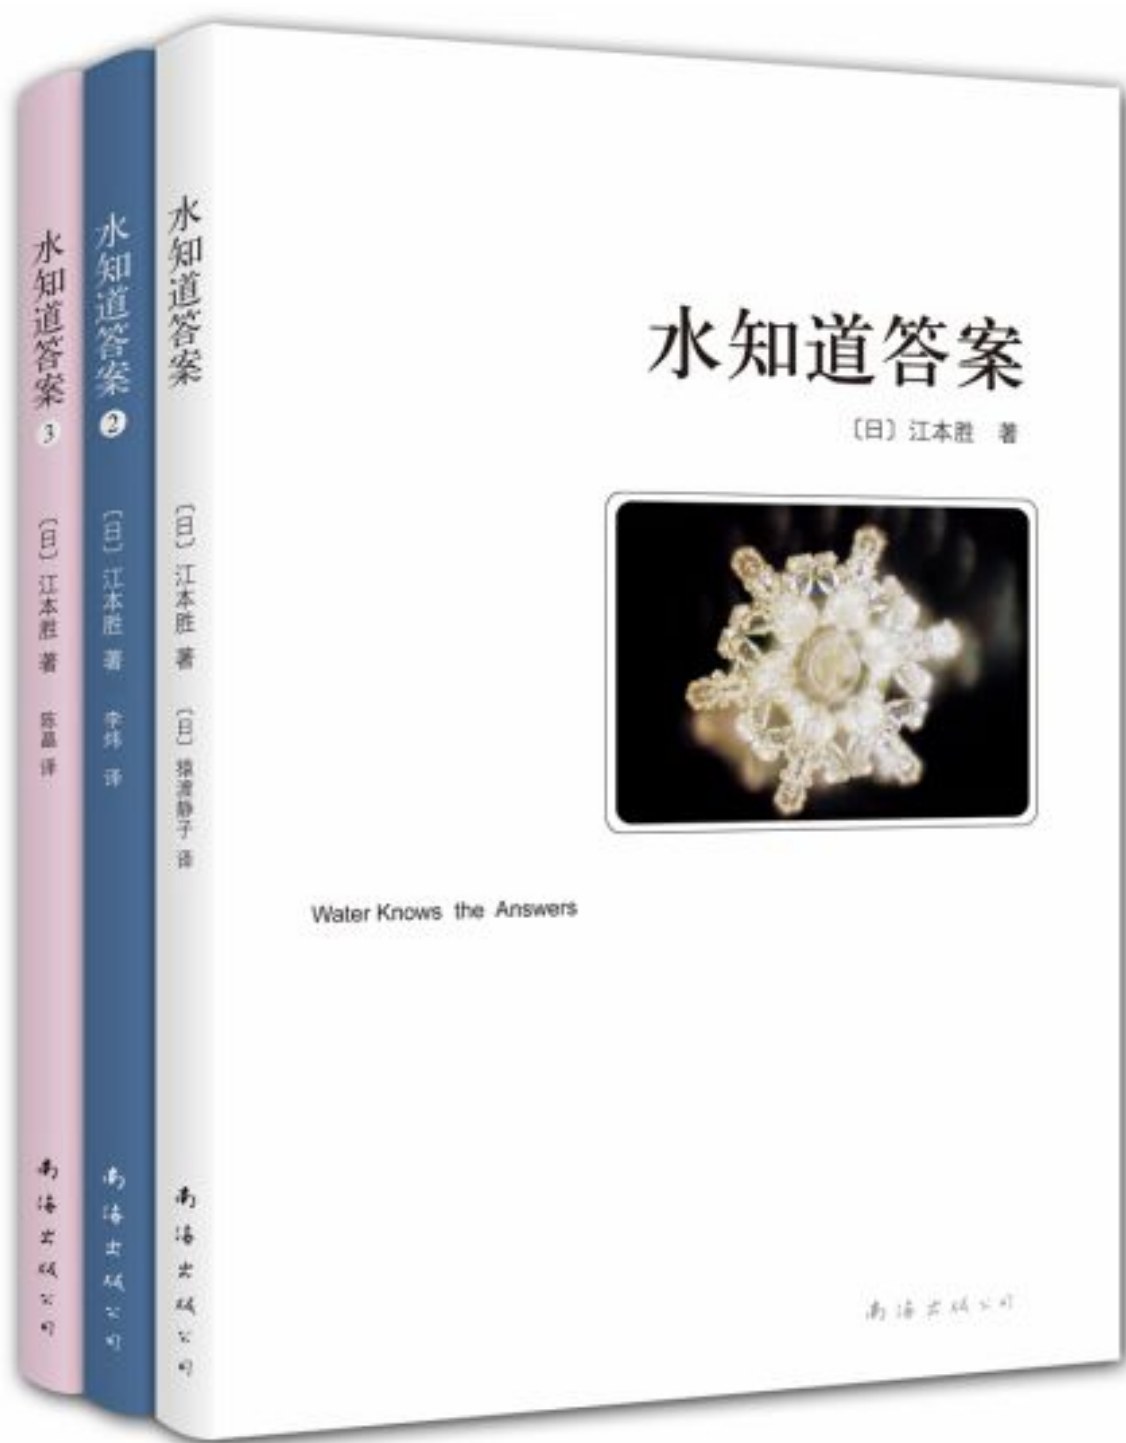 水知道答案
〔日〕江本胜 著
Water Knows the Answers
南海出版公司
水知道答案
〔日〕江本胜 著
〔日〕猿渡静子 译
南海出版公司
水知道答案 2
〔日〕江本胜 著
李炜 译
南海出版公司
水知道答案 3
〔日〕江本胜 著
陈晶 译
南海出版公司